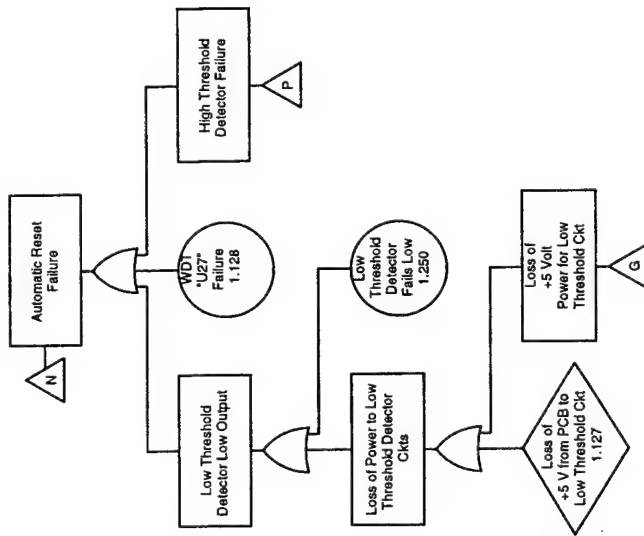 N
Automatic Reset
Failure
Low Threshold
Detector Low Output
WDT
"U27"
Failure
1.128
High Threshold
Detector Failure
P
Loss of Power to Low
Threshold Detector
Ckts
Low
Threshold
Detector
Fails Low
1.250
Loss of
+5 V from PCB to
Low Threshold Ckt
1.127
Loss of
+5 Volt
Power for Low
Threshold Ckt
G